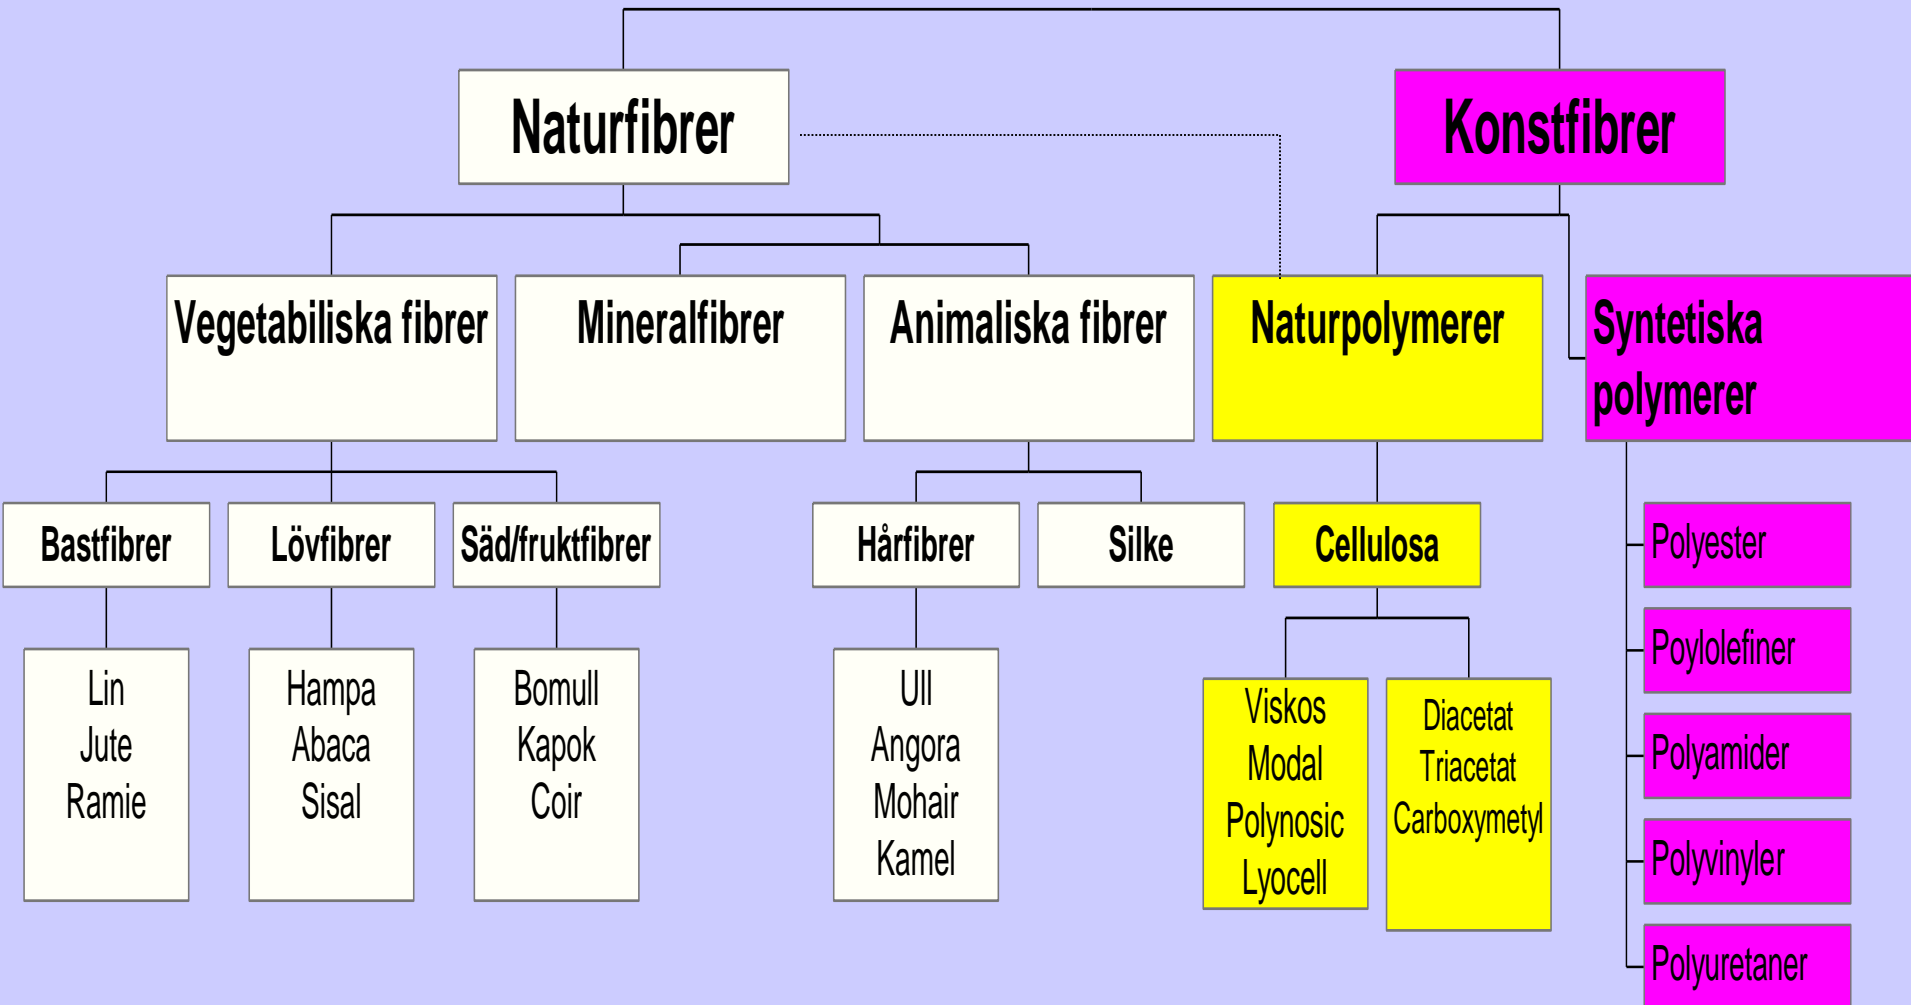 Naturfibrer
Konstfibrer
Vegetabiliska fibrer
Mineralfibrer
Animaliska fibrer
Naturpolymerer
Syntetiska
polymerer
Bastfibrer
Lövfibrer
Säd/fruktfibrer
Hårfibrer
Silke
Cellulosa
Lin
Jute
Ramie
Hampa
Abaca
Sisal
Bomull
Kapok
Coir
Ull
Angora
Mohair
Kamel
Viskos
Modal
Polynosic
Lyocell
Diacetat
Triacetat
Carboxymetyl
Polyester
Poylolefiner
Polyamider
Polyvinyler
Polyuretaner